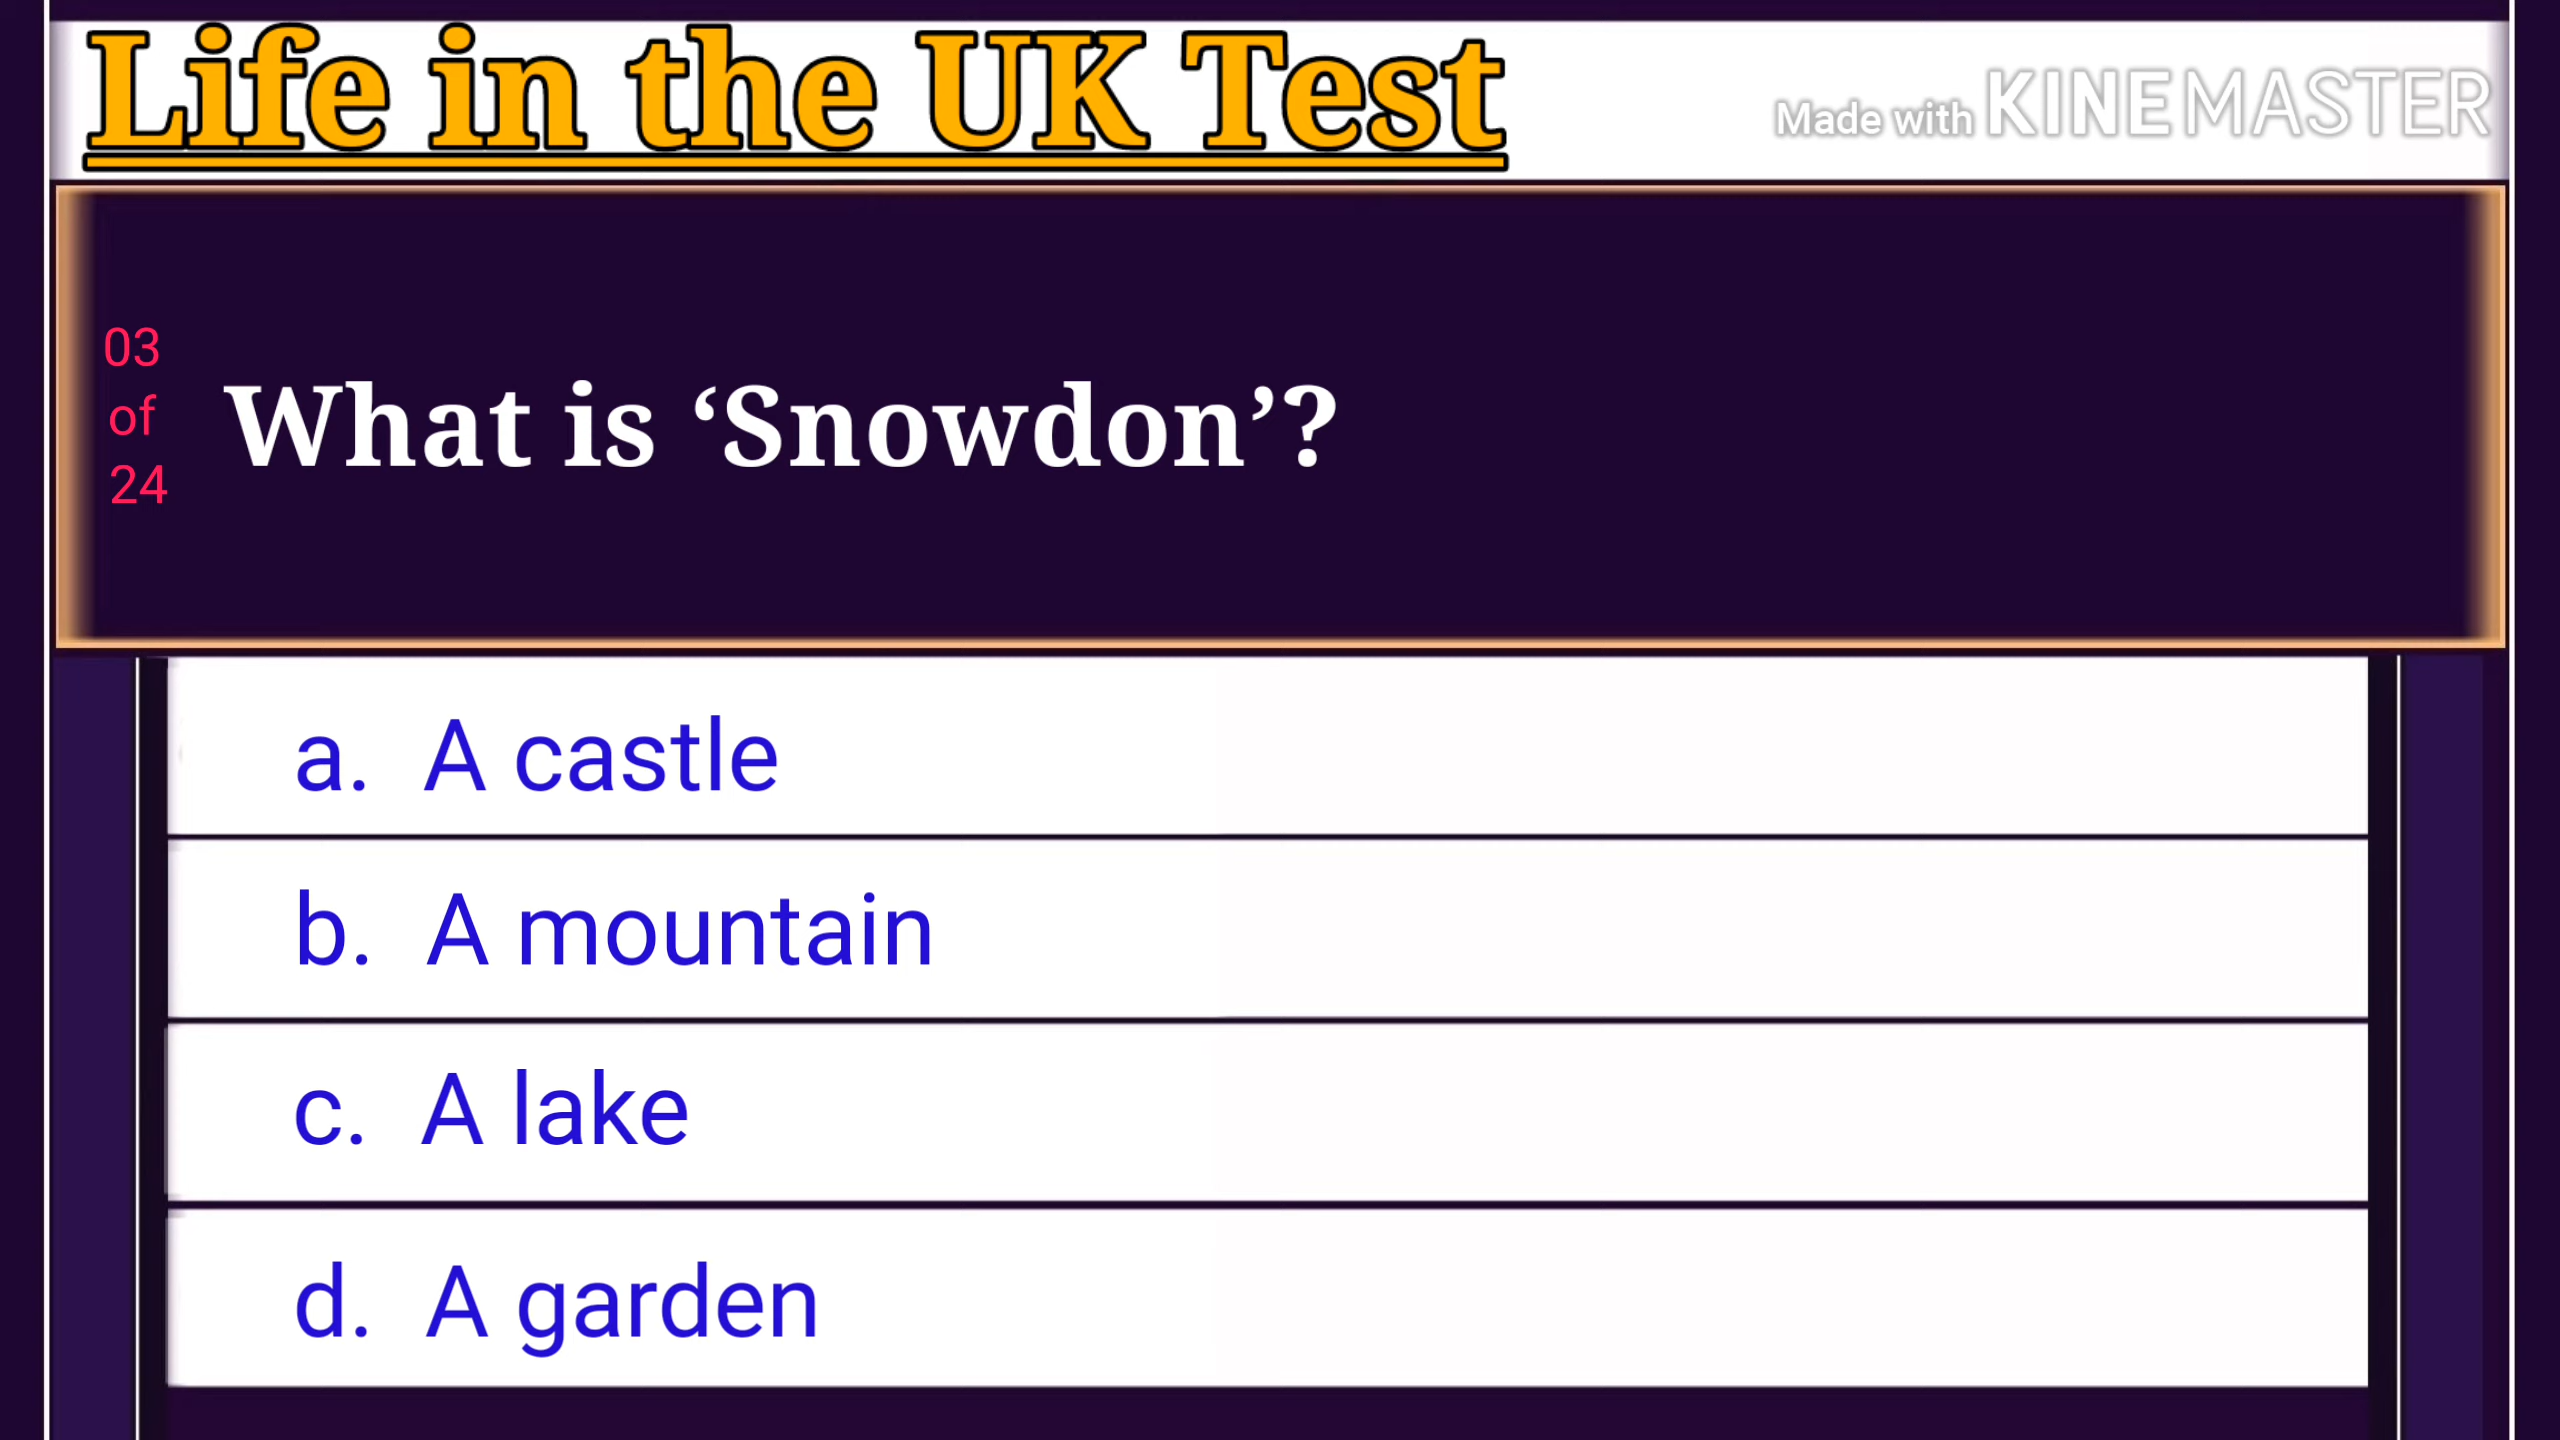 Life in the UK Test
Made with KINEMASTER
03
of
24
What is ‘Snowdon’?
a. A castle
b. A mountain
c. A lake
d. A garden